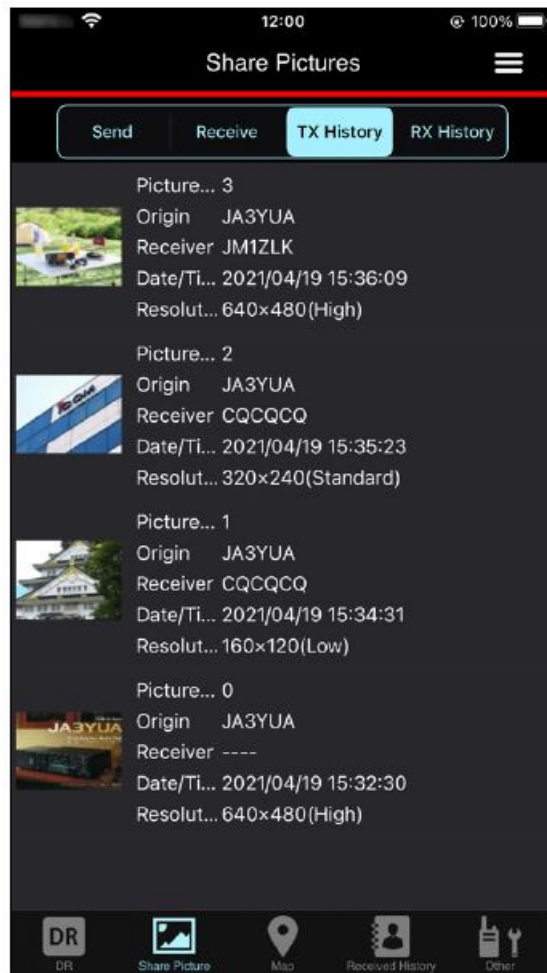 12:00
100%
Share Pictures
Send Receive TX History RX History
Picture... 3
Origin JA3YUA
Receiver JM1ZLK
Date/Ti... 2021/04/19 15:36:09
Resolut... 640×480(High)
ICOM
Picture... 2
Origin JA3YUA
Receiver CQCQCQ
Date/Ti... 2021/04/19 15:35:23
Resolut... 320×240(Standard)
Picture... 1
Origin JA3YUA
Receiver CQCQCQ
Date/Ti... 2021/04/19 15:34:31
Resolut... 160×120(Low)
JA3YUA
Picture... 0
Origin JA3YUA
Receiver ----
Date/Ti... 2021/04/19 15:32:30
Resolut... 640×480(High)
DR
DR Share Picture Map Received History Other